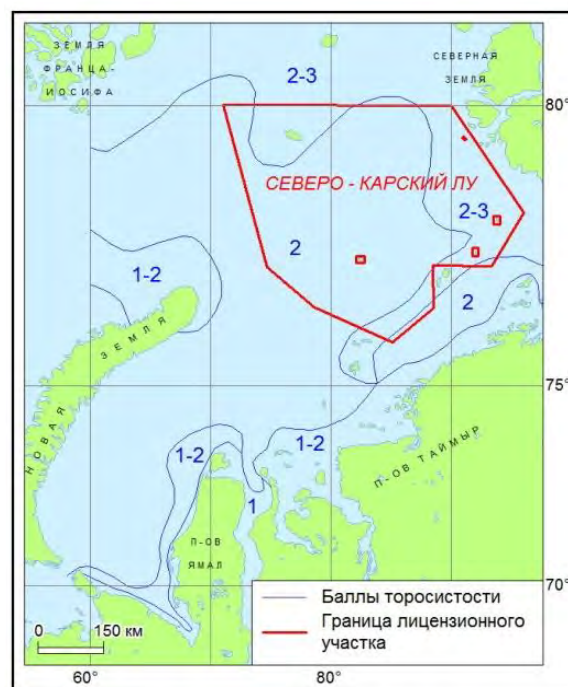 ЗЕМЛЯ
ФРАНЦА-
ИОСИФА
2-3
СЕВЕРНАЯ
ЗЕМЛЯ
80°
СЕВЕРО - КАРСКИЙ ЛУ
2-3
2
1-2
2
ЗЕМЛЯ
НОВАЯ
75°
1-2
1-2
П-ОВ ТАЙМЫР
1
П-ОВ
ЯМАЛ
70°
Баллы торосистости
Граница лицензионного
участка
0 150 км
60° 80°